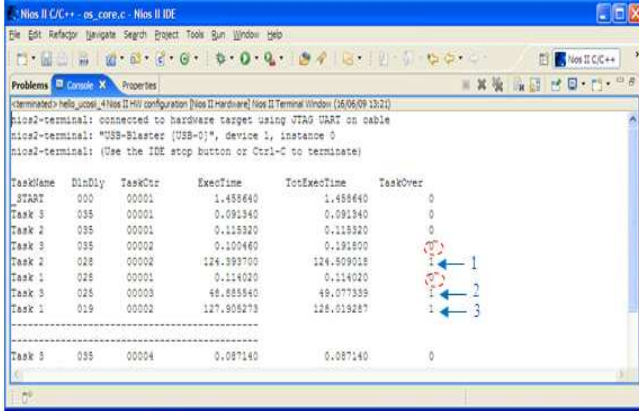 Nios II C/C++ - os_core.c - Nios II IDE
File Edit Refactor Navigate Search Project Tools Run Window Help
Nios II C/C++
Problems Console X Properties
<terminated> hello_ucosii_4 Nios II HW configuration [Nios II Hardware] Nios II Terminal Window (16/06/09 13:21)
nios2-terminal: connected to hardware target using JTAG UART on cable
nios2-terminal: "USB-Blaster [USB-0]", device 1, instance 0
nios2-terminal: (Use the IDE stop button or Ctrl-C to terminate)
TaskName DlnDly TaskCtr ExecTime TotExecTime TaskOver
_START 000 00001 1.458640 1.458640 0
Task 3 035 00001 0.091340 0.091340 0
Task 2 035 00001 0.115320 0.115320 0
Task 3 035 00002 0.100460 0.191800 0
Task 2 028 00002 124.393700 124.509018 1 1
Task 1 028 00001 0.114020 0.114020 0
Task 3 025 00003 48.885540 49.077339 1 2
Task 1 019 00002 127.905273 128.019287 1 3
--------------------------------------------
--------------------------------------------
Task 3 035 00004 0.087140 0.087140 0